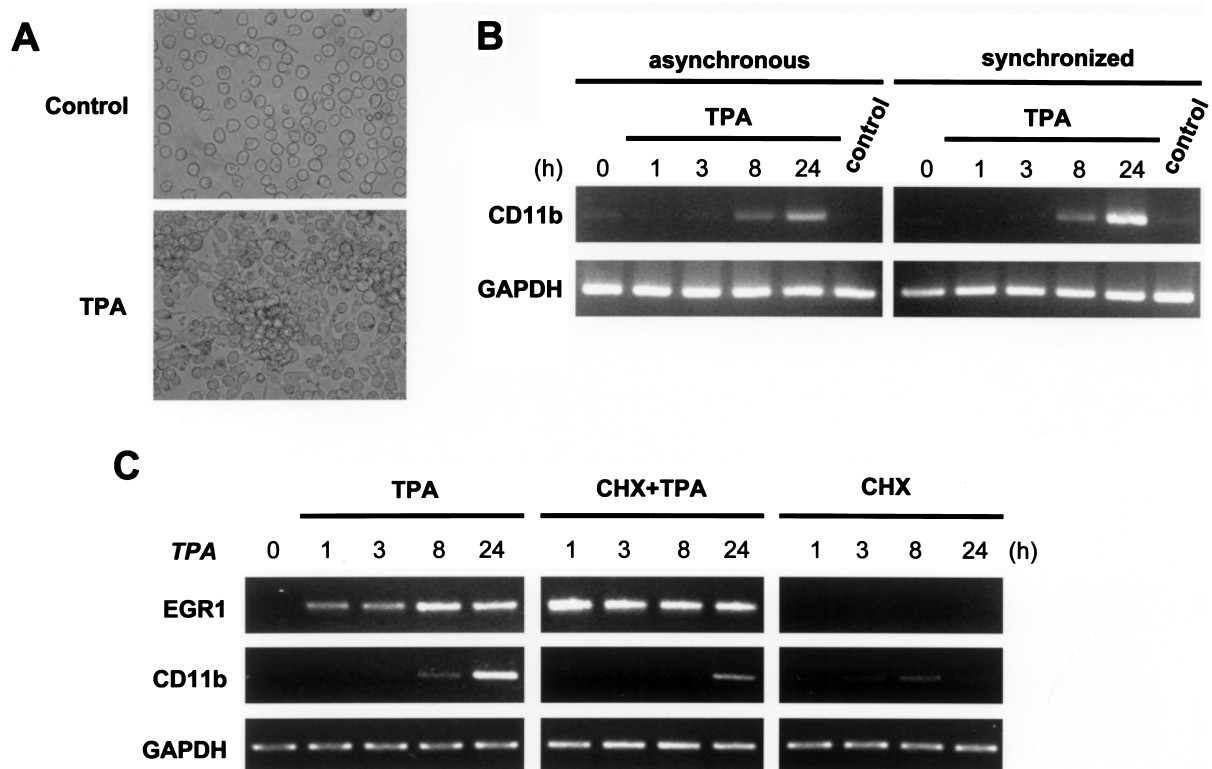 A
Control
TPA
B
asynchronous synchronized
TPA control TPA control
(h) 0 1 3 8 24 0 1 3 8 24
CD11b
GAPDH
C
TPA CHX+TPA CHX
TPA 0 1 3 8 24 1 3 8 24 1 3 8 24 (h)
EGR1
CD11b
GAPDH